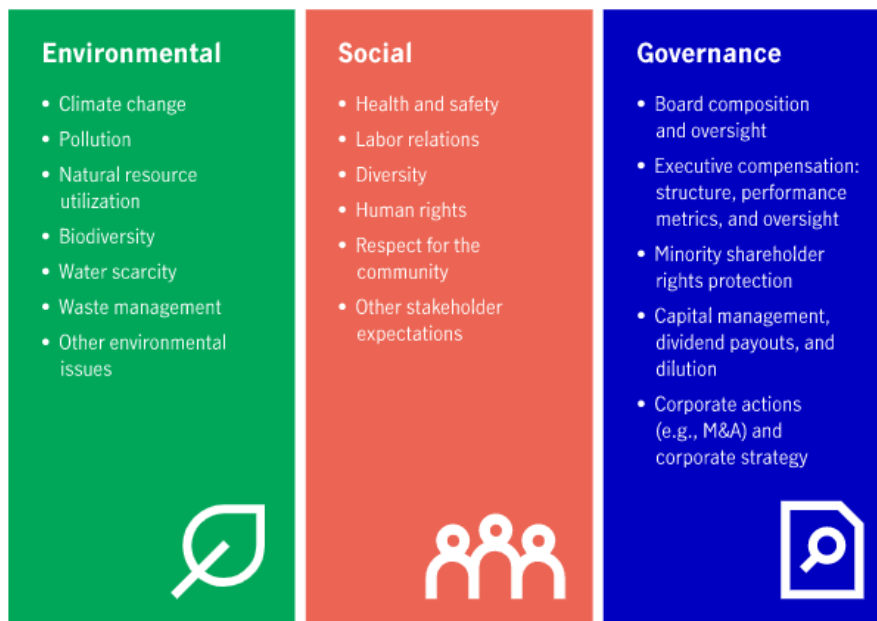 Environmental
• Climate change
• Pollution
• Natural resource
utilization
• Biodiversity
• Water scarcity
• Waste management
• Other environmental
issues
Social
• Health and safety
• Labor relations
• Diversity
• Human rights
• Respect for the
community
• Other stakeholder
expectations
Governance
• Board composition
and oversight
• Executive compensation:
structure, performance
metrics, and oversight
• Minority shareholder
rights protection
• Capital management,
dividend payouts, and
dilution
• Corporate actions
(e.g., M&A) and
corporate strategy